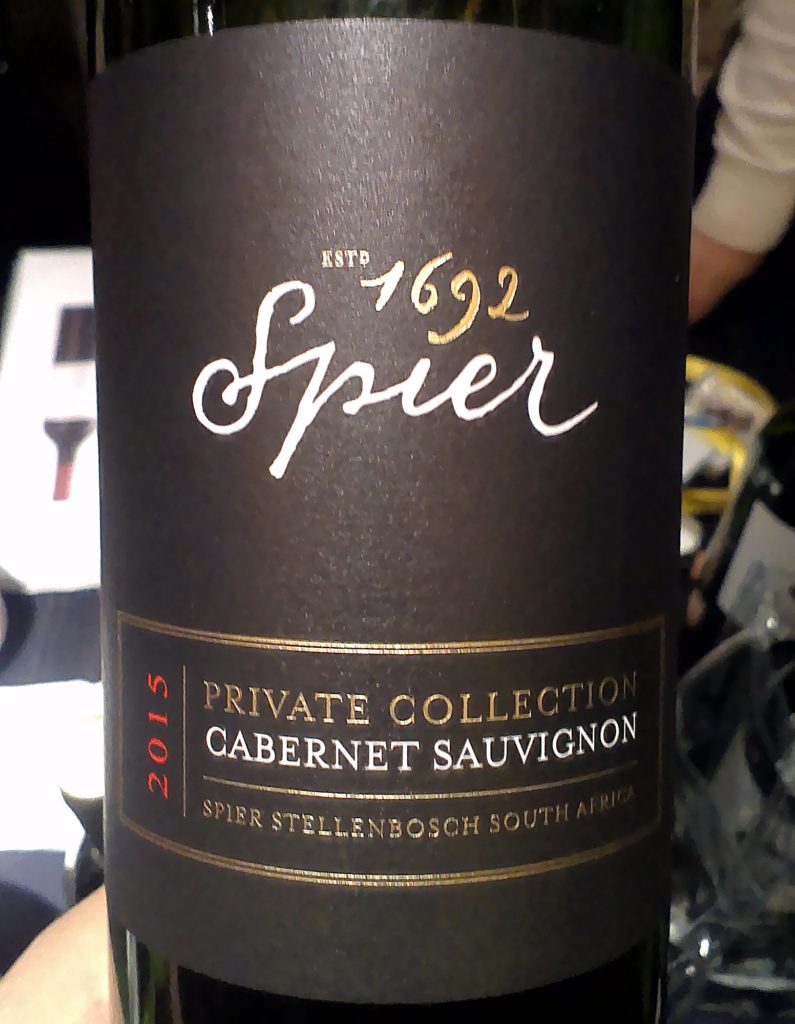 ESTD 1692
Spier
2015
PRIVATE COLLECTION
CABERNET SAUVIGNON
SPIER STELLENBOSCH SOUTH AFRICA